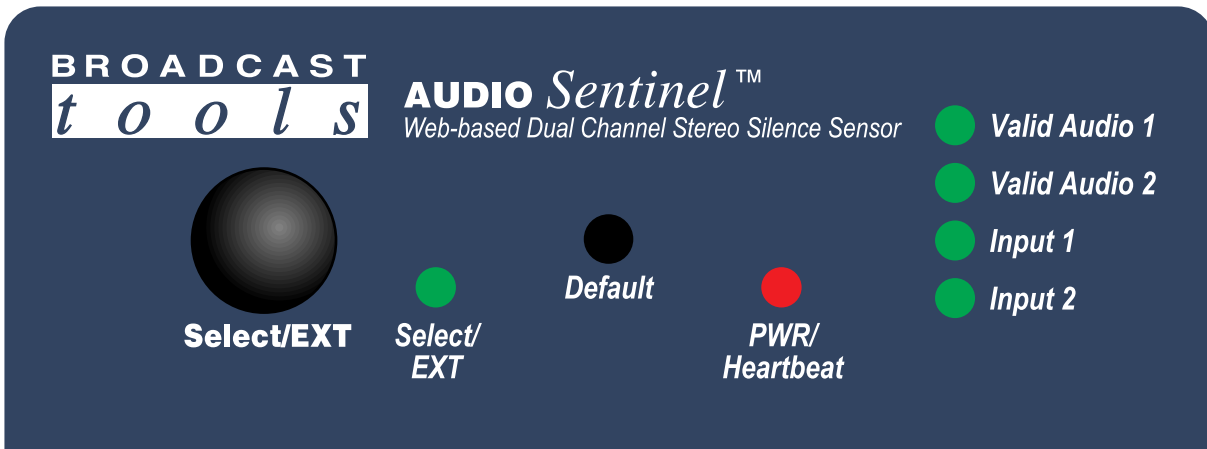 BROADCAST
tools
AUDIO Sentinel™
Web-based Dual Channel Stereo Silence Sensor
Valid Audio 1
Valid Audio 2
Input 1
Input 2
Select/EXT
Select/
EXT
Default
PWR/
Heartbeat